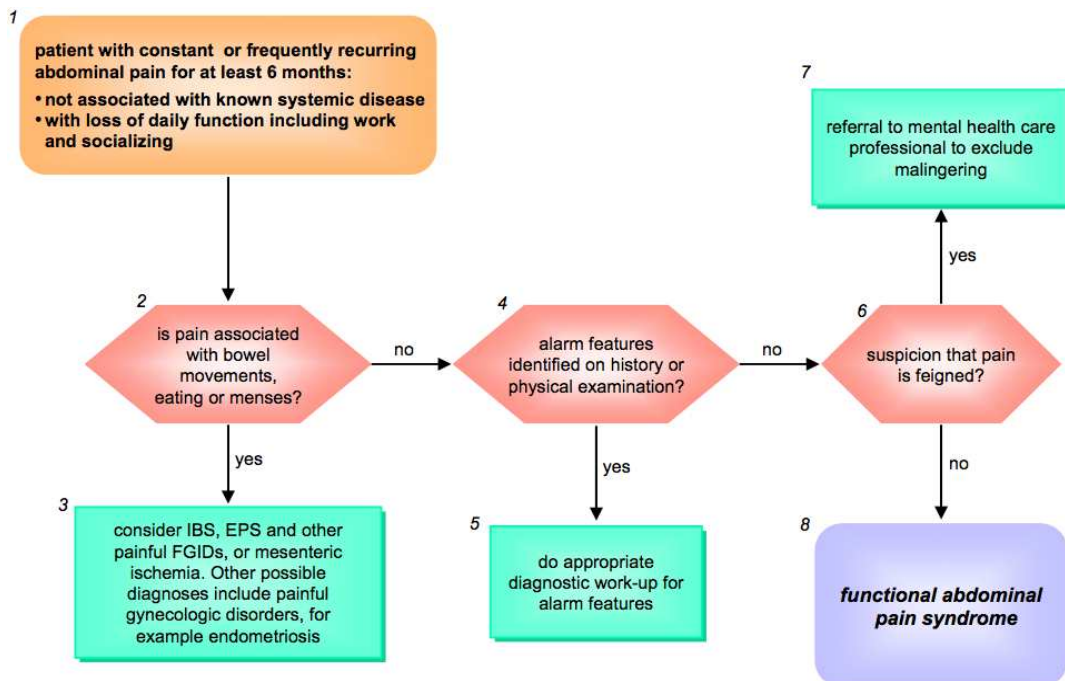 1
patient with constant or frequently recurring
abdominal pain for at least 6 months:
• not associated with known systemic disease
• with loss of daily function including work
and socializing
2
is pain associated
with bowel
movements,
eating or menses?
no
yes
3
consider IBS, EPS and other
painful FGIDs, or mesenteric
ischemia. Other possible
diagnoses include painful
gynecologic disorders, for
example endometriosis
4
alarm features
identified on history or
physical examination?
no
yes
5
do appropriate
diagnostic work-up for
alarm features
6
suspicion that pain
is feigned?
yes
7
referral to mental health care
professional to exclude
malingering
no
8
functional abdominal
pain syndrome